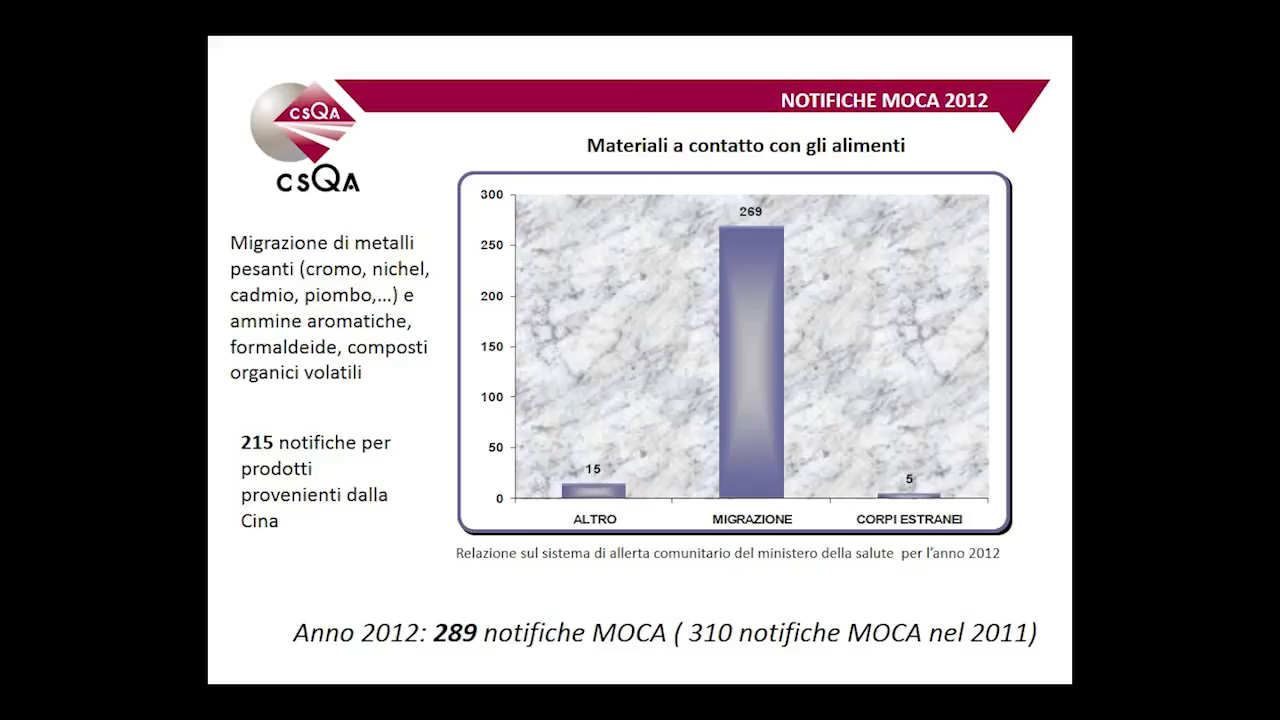 NOTIFICHE MOCA 2012
CSQA
CSQA
Materiali a contatto con gli alimenti
Migrazione di metalli
pesanti (cromo, nichel,
cadmio, piombo,...) e
ammine aromatiche,
formaldeide, composti
organici volatili
215 notifiche per
prodotti
provenienti dalla
Cina
300
250
200
150
100
50
0
15
269
5
ALTRO
MIGRAZIONE
CORPI ESTRANEI
Relazione sul sistema di allerta comunitario del ministero della salute per l'anno 2012
Anno 2012: 289 notifiche MOCA ( 310 notifiche MOCA nel 2011)